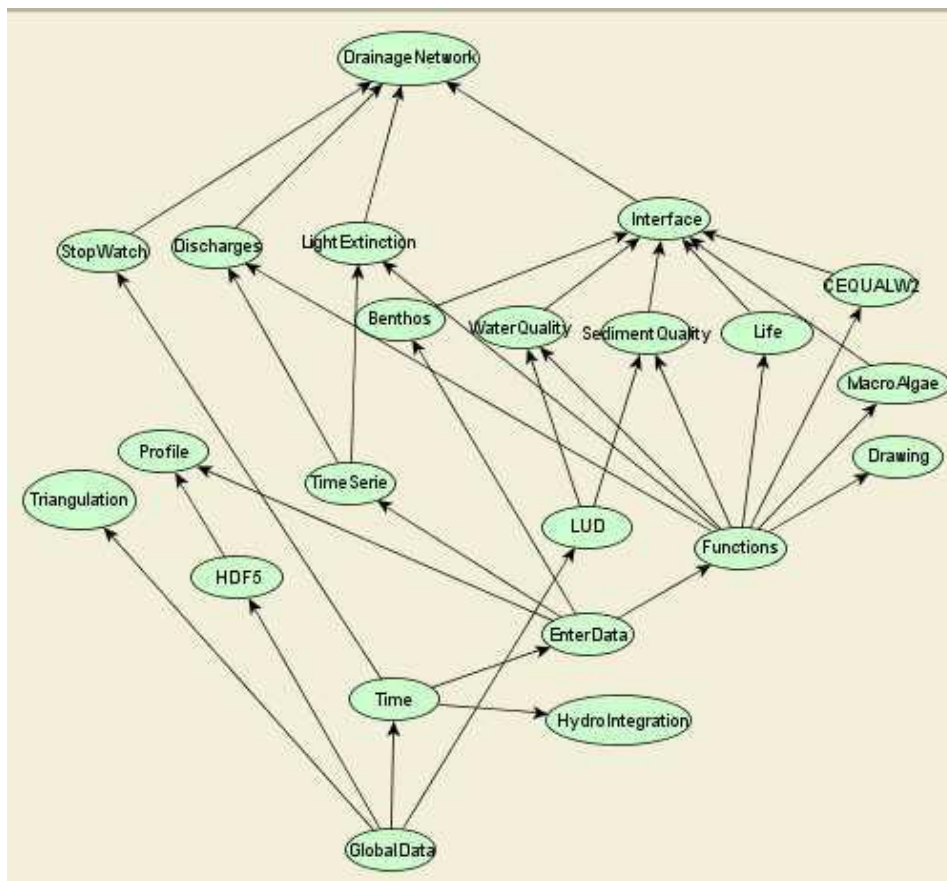 DrainageNetwork
Interface
StopWatch
Discharges
LightExtinction
CEQUALW2
Benthos
WaterQuality
SedimentQuality
Life
MacroAlgae
Profile
Drawing
Triangulation
TimeSerie
LUD
Functions
HDF5
EnterData
Time
HydroIntegration
GlobalData